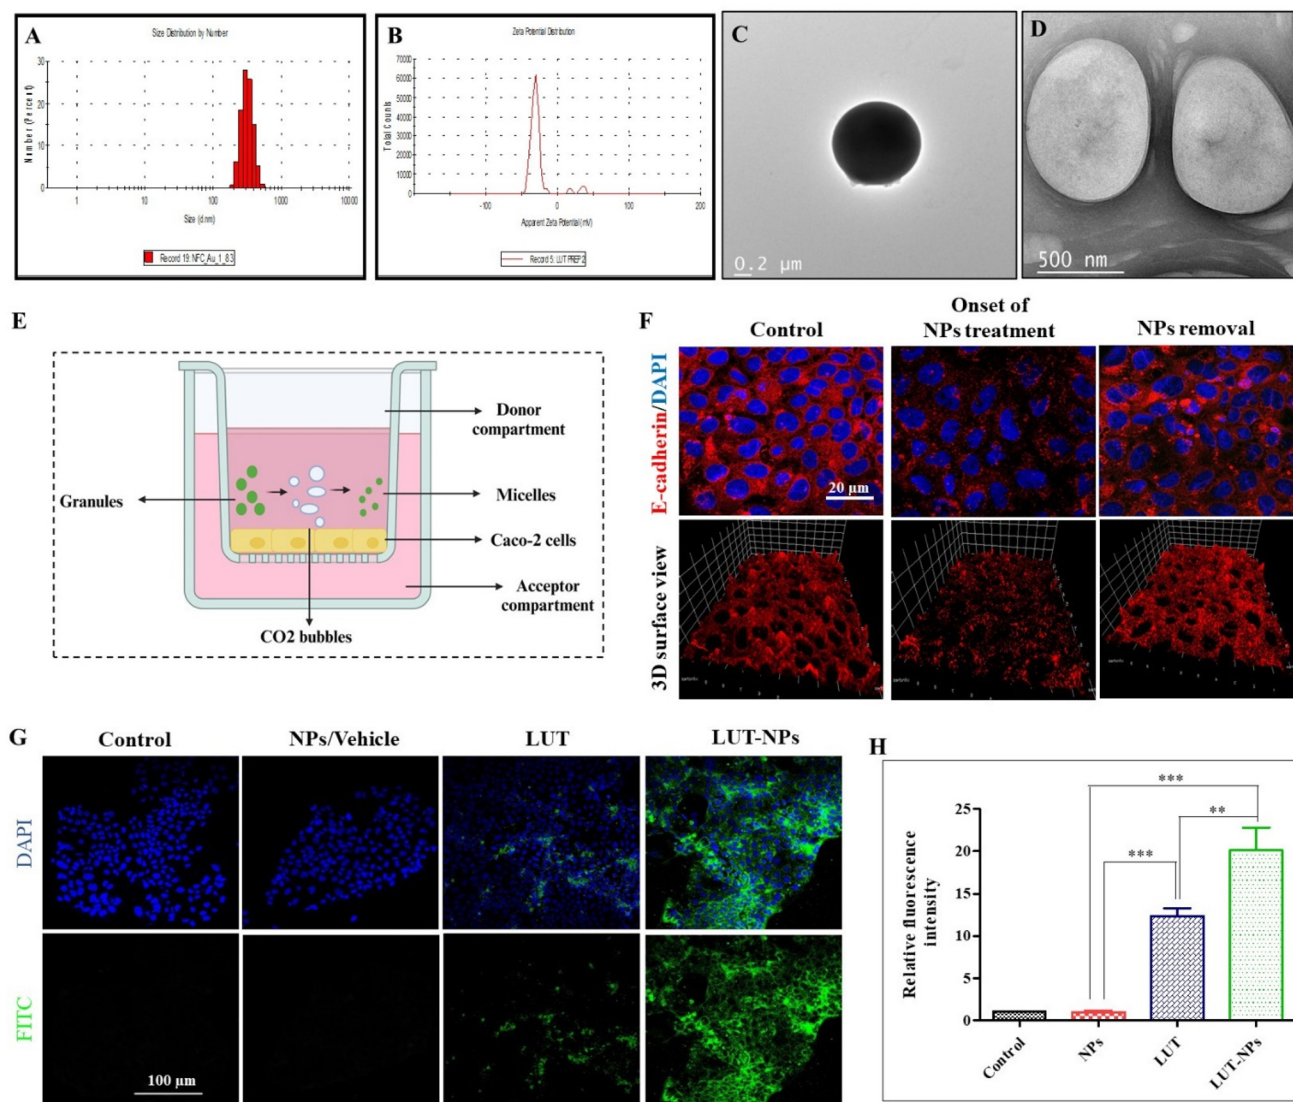 A
Size Distribution by Number
Number (Percent)
30
20
10
0
1
10
100
1000
10000
Size (d.nm)
Record 19: NFC_Au_1_83
B
Zeta Potential Distribution
Total Counts
70000
60000
50000
40000
30000
20000
10000
0
-100
0
100
200
Apparent Zeta Potential (mV)
Record 5: LUT PREP2
C
0.2 µm
D
500 nm
E
Donor
compartment
Granules
Micelles
Caco-2 cells
Acceptor
compartment
CO2 bubbles
F
Control
Onset of
NPs treatment
NPs removal
E-cadherin/DAPI
20 µm
3D surface view
G
Control
NPs/Vehicle
LUT
LUT-NPs
DAPI
FITC
100 µm
H
Relative fluorescence
intensity
25
20
15
10
5
0
***
**
***
Control
NPs
LUT
LUT-NPs